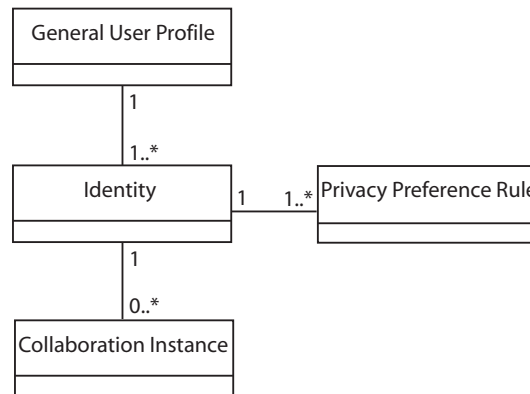 General User Profile
1
1..*
Identity
1
1..*
Privacy Preference Rule
1
0..*
Collaboration Instance